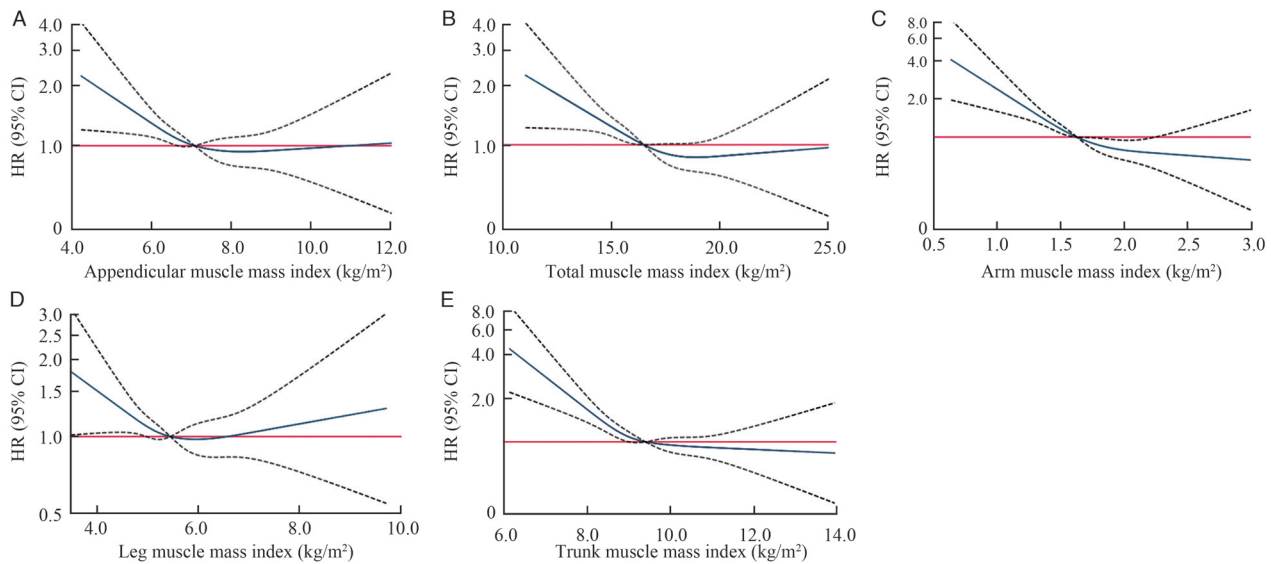 A
HR (95% CI)
4.0
3.0
2.0
1.0
0
4.0 6.0 8.0 10.0 12.0
Appendicular muscle mass index (kg/m²)
B
HR (95% CI)
4.0
3.0
2.0
1.0
0
10.0 15.0 20.0 25.0
Total muscle mass index (kg/m²)
C
HR (95% CI)
8.0
6.0
4.0
2.0
0
0.5 1.0 1.5 2.0 2.5 3.0
Arm muscle mass index (kg/m²)
D
HR (95% CI)
3.0
2.5
2.0
1.5
1.0
0.5
4.0 6.0 8.0 10.0
Leg muscle mass index (kg/m²)
E
HR (95% CI)
8.0
6.0
4.0
2.0
0
6.0 8.0 10.0 12.0 14.0
Trunk muscle mass index (kg/m²)